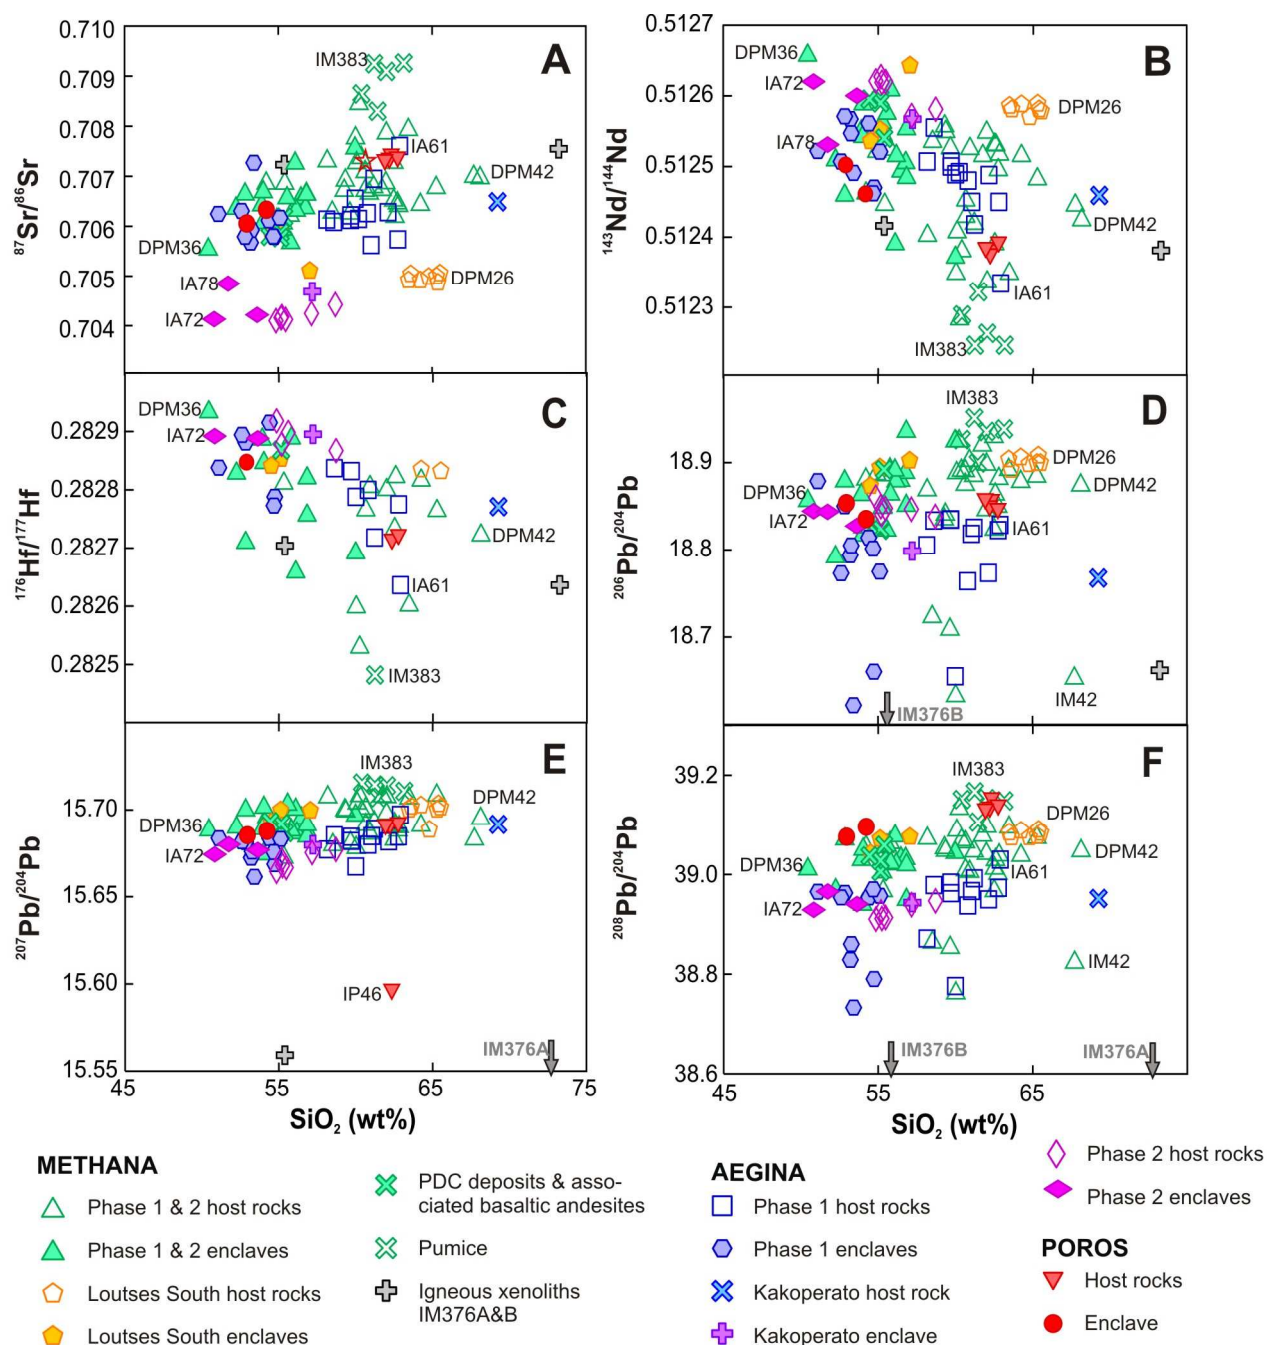 A
0.710
0.709
0.708
0.707
0.706
0.705
0.704
87Sr/86Sr
IM383
IA61
DPM42
DPM36
IA78
DPM26
IA72
B
0.5127
0.5126
0.5125
0.5124
0.5123
143Nd/144Nd
DPM36
IA72
DPM26
IA78
DPM42
IA61
IM383
C
0.2829
0.2828
0.2827
0.2826
0.2825
176Hf/177Hf
DPM36
IA72
DPM42
IA61
IM383
D
18.9
18.8
18.7
206Pb/204Pb
IM383
DPM26
DPM36
DPM42
IA72
IA61
IM42
IM376B
E
15.70
15.65
15.60
15.55
207Pb/204Pb
IM383
DPM42
DPM36
IA72
IP46
IM376A
45
55
65
75
SiO2 (wt%)
F
39.2
39.0
38.8
38.6
208Pb/204Pb
IM383
DPM26
DPM42
DPM36
IA61
IA72
IM42
IM376B
IM376A
45
55
65
SiO2 (wt%)
METHANA
Phase 1 & 2 host rocks
Phase 1 & 2 enclaves
Loutses South host rocks
Loutses South enclaves
PDC deposits & asso-
ciated basaltic andesites
Pumice
Igneous xenoliths
IM376A&B
AEGINA
Phase 1 host rocks
Phase 1 enclaves
Kakoperato host rock
Kakoperato enclave
Phase 2 host rocks
Phase 2 enclaves
POROS
Host rocks
Enclave